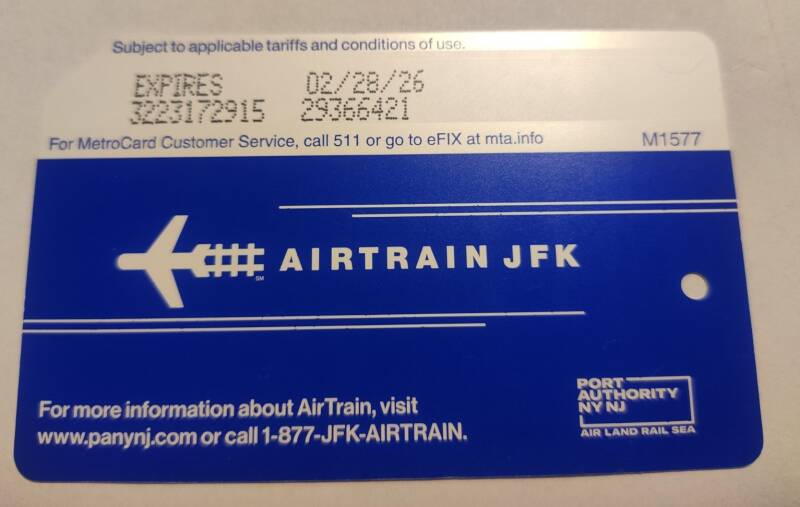 Subject to applicable tariffs and conditions of use.
EXPIRES 02/28/26
3223172915 29366421
For MetroCard Customer Service, call 511 or go to eFIX at mta.info M1577
SM
AIRTRAIN JFK
For more information about AirTrain, visit
www.panynj.com or call 1-877-JFK-AIRTRAIN.
PORT
AUTHORITY
NY NJ
AIR LAND RAIL SEA